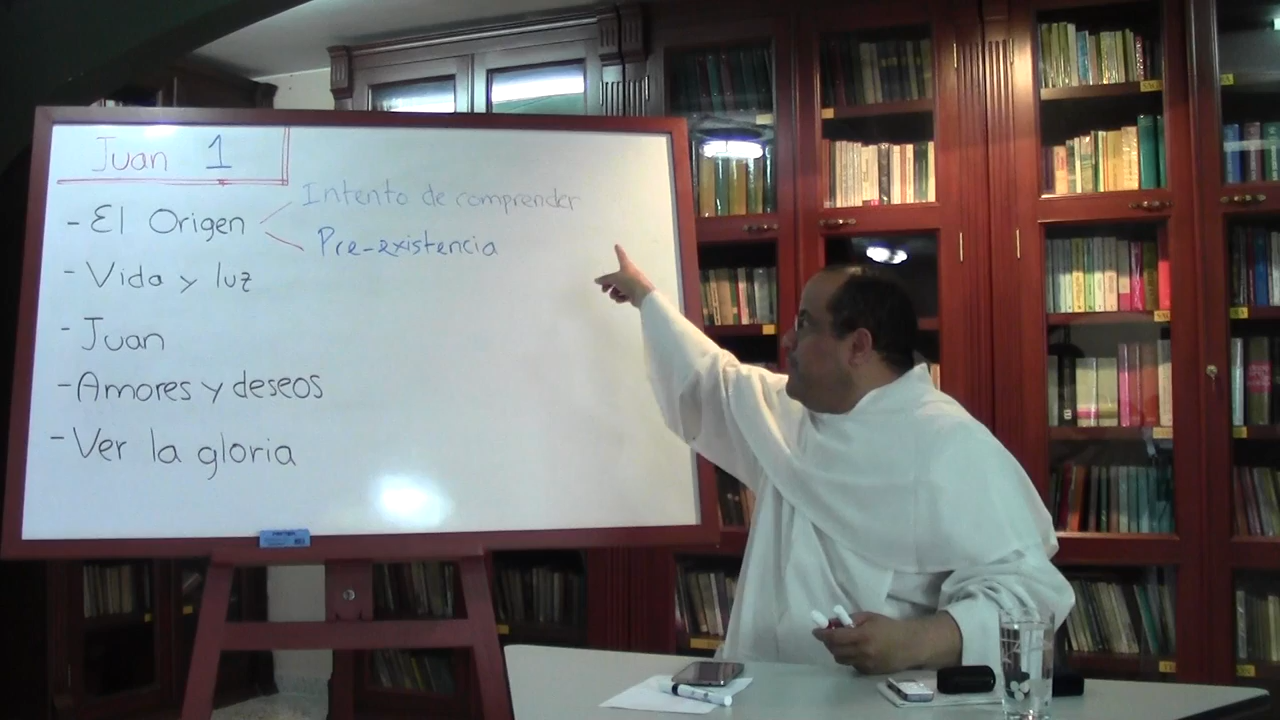 Juan 1
- El Origen
Intento de comprender
Pre-existencia
- Vida y luz
- Juan
- Amores y deseos
- Ver la gloria